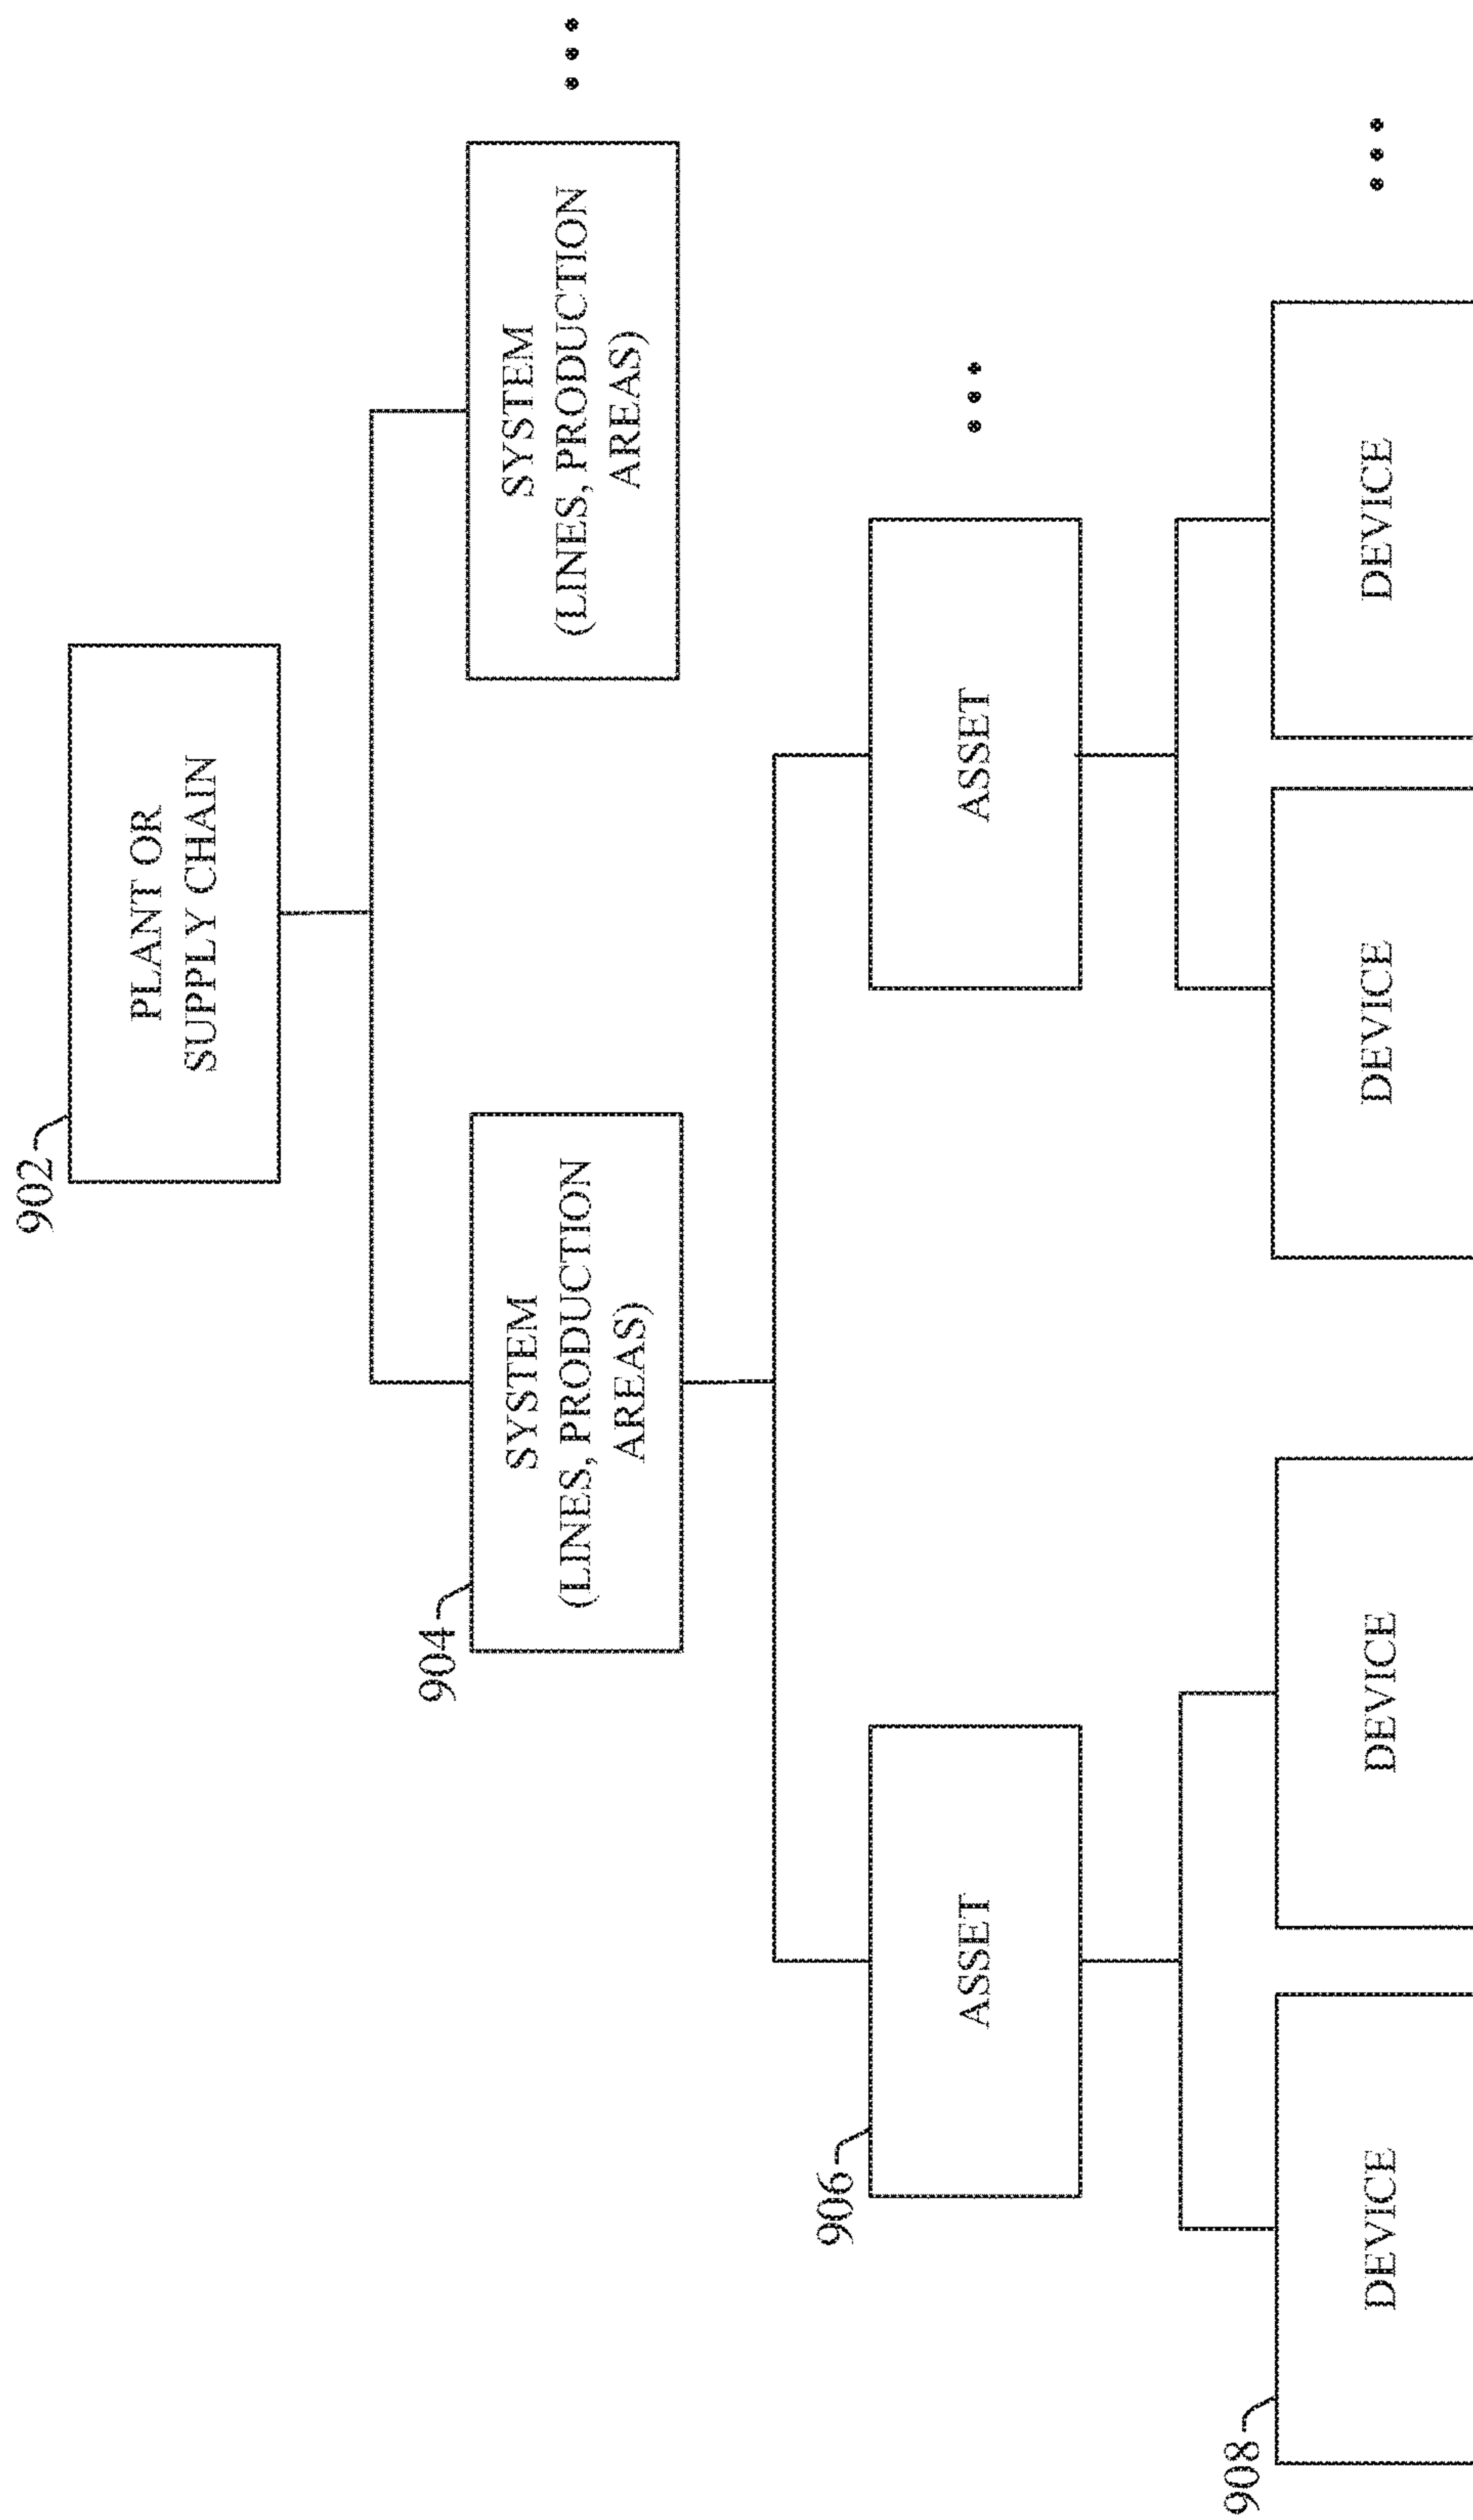 902
PLANT OR
SUPPLY CHAIN
904
SYSTEM
(LINES, PRODUCTION
AREAS)
SYSTEM
(LINES, PRODUCTION
AREAS)
906
ASSET
ASSET
908
DEVICE
DEVICE
DEVICE
DEVICE